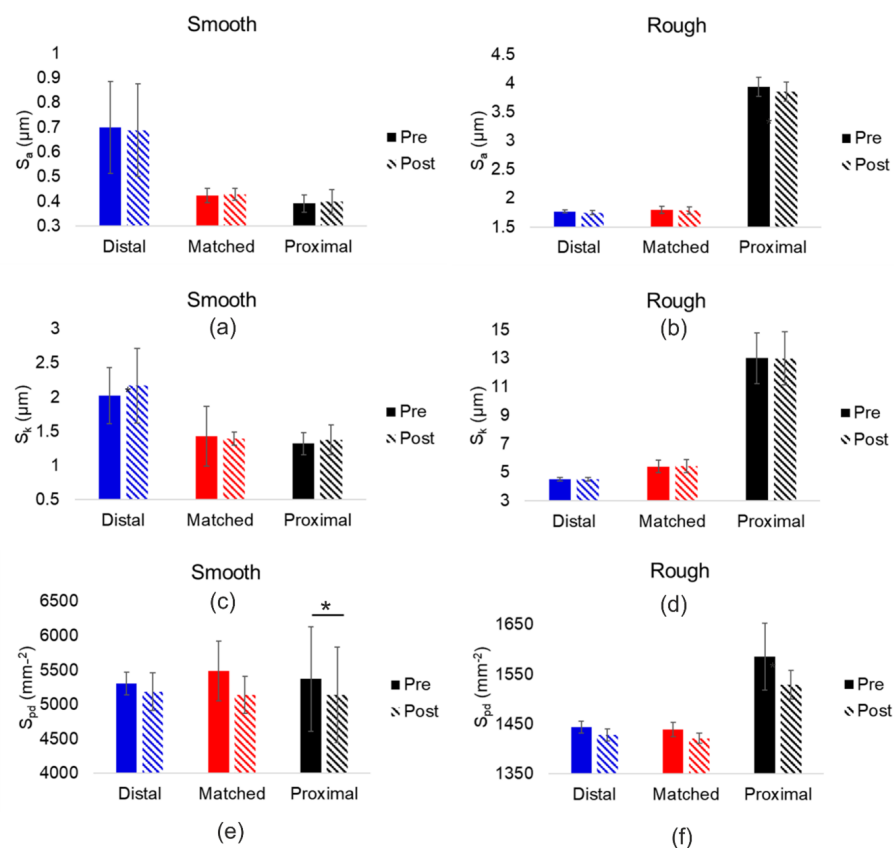 Smooth
1
0.9
0.8
0.7
0.6
0.5
0.4
0.3
Sa (µm)
Distal Matched Proximal
Pre
Post
(a)
Rough
4.5
4
3.5
3
2.5
2
1.5
Sa (µm)
Distal Matched Proximal
Pre
Post
(b)
Smooth
3
2.5
2
1.5
1
0.5
Sk (µm)
Distal Matched Proximal
Pre
Post
(c)
Rough
15
13
11
9
7
5
3
Sk (µm)
Distal Matched Proximal
Pre
Post
(d)
Smooth
6500
6000
5500
5000
4500
4000
Spd (mm-2)
*
Distal Matched Proximal
Pre
Post
(e)
Rough
1650
1550
1450
1350
Spd (mm-2)
Distal Matched Proximal
Pre
Post
(f)